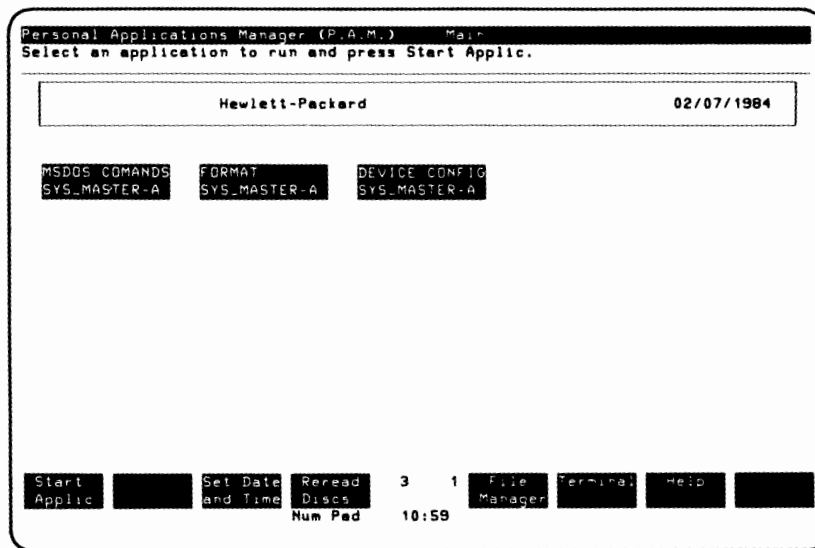 Personal Applications Manager (P.A.M.) Main
Select an application to run and press Start Applic.
Hewlett-Packard 02/07/1984
MSDOS COMANDS FORMAT DEVICE CONFIG
SYS_MASTER-A SYS_MASTER-A SYS_MASTER-A
Start Set Date Reread 3 1 File Terminal Help
Applic and Time Discs Manager
Num Pad 10:59